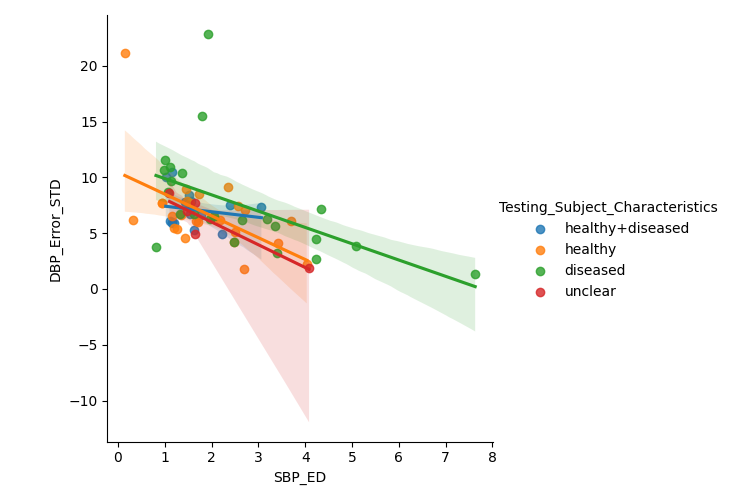 20
15
10
5
0
−5
−10
DBP_Error_STD
0 1 2 3 4 5 6 7 8
SBP_ED
Testing_Subject_Characteristics
healthy+diseased
healthy
diseased
unclear